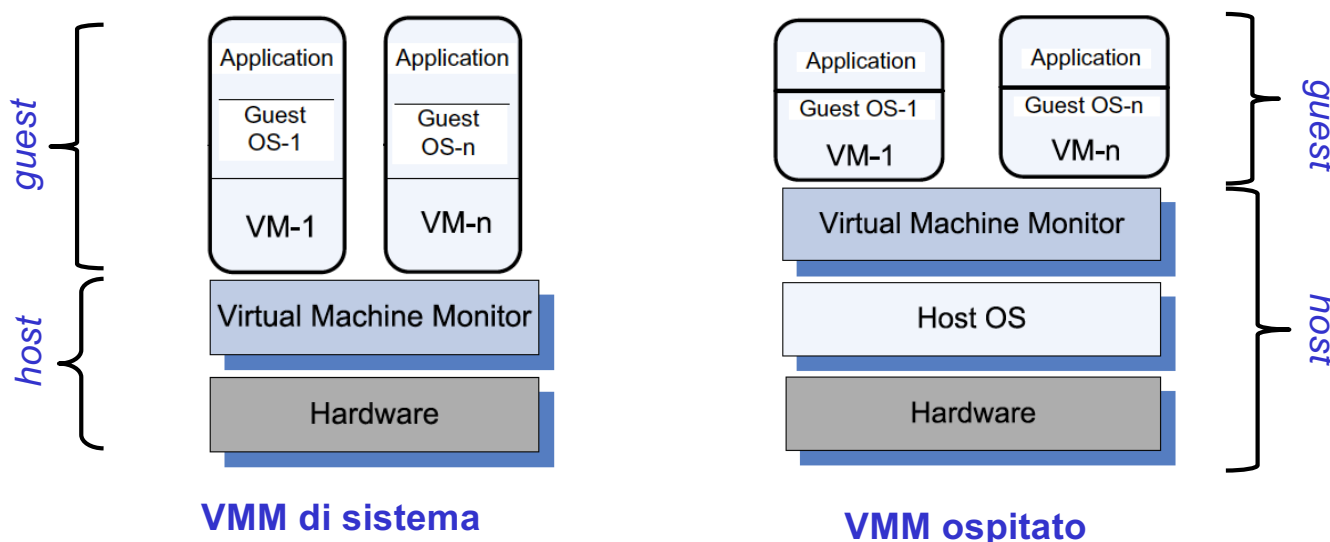 guest
Application
Guest
OS-1
VM-1
Application
Guest
OS-n
VM-n
host
Virtual Machine Monitor
Hardware
VMM di sistema
Application
Guest OS-1
VM-1
Application
Guest OS-n
VM-n
guest
Virtual Machine Monitor
Host OS
Hardware
host
VMM ospitato